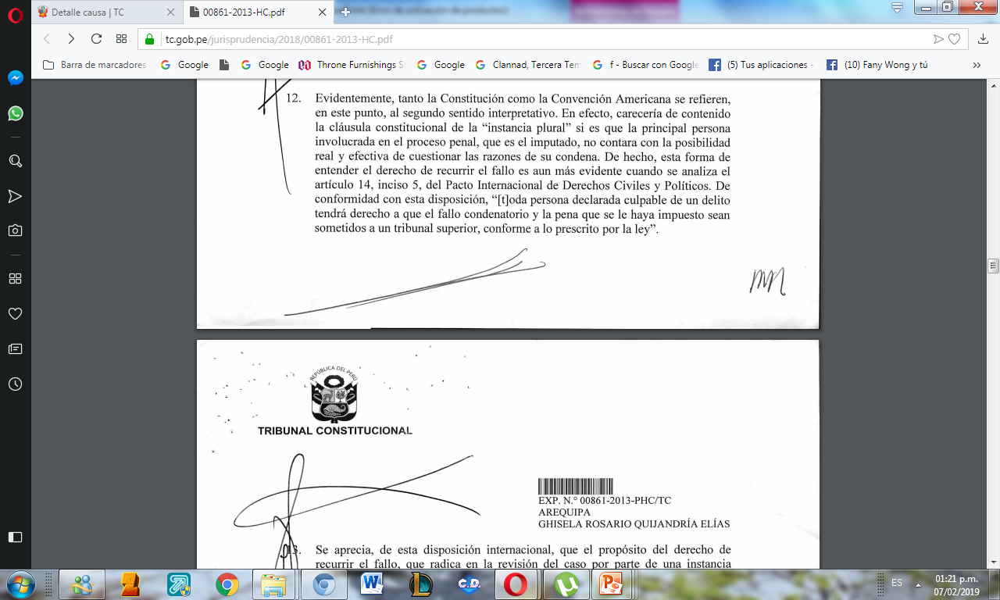 Detalle causa | TC
00861-2013-HC.pdf
tc.gob.pe/jurisprudencia/2018/00861-2013-HC.pdf
Barra de marcadores
Google
Google
Throne Furnishings S
Google
Clannad, Tercera Tem
f - Buscar con Google
(5) Tus aplicaciones -
(10) Fany Wong y tú
12. Evidentemente, tanto la Constitución como la Convención Americana se refieren,
en este punto, al segundo sentido interpretativo. En efecto, carecería de contenido
la cláusula constitucional de la “instancia plural” si es que la principal persona
involucrada en el proceso penal, que es el imputado, no contara con la posibilidad
real y efectiva de cuestionar las razones de su condena. De hecho, esta forma de
entender el derecho de recurrir el fallo es aun más evidente cuando se analiza el
artículo 14, inciso 5, del Pacto Internacional de Derechos Civiles y Políticos. De
conformidad con esta disposición, “[t]oda persona declarada culpable de un delito
tendrá derecho a que el fallo condenatorio y la pena que se le haya impuesto sean
sometidos a un tribunal superior, conforme a lo prescrito por la ley”.
REPÚBLICA DEL PERÚ
TRIBUNAL CONSTITUCIONAL
EXP. N.° 00861-2013-PHC/TC
AREQUIPA
GHISELA ROSARIO QUIJANDRÍA ELÍAS
13. Se aprecia, de esta disposición internacional, que el propósito del derecho de
recurrir el fallo, que radica en la revisión del caso por parte de una instancia
C.D.
ES
01:21 p.m.
07/02/2019